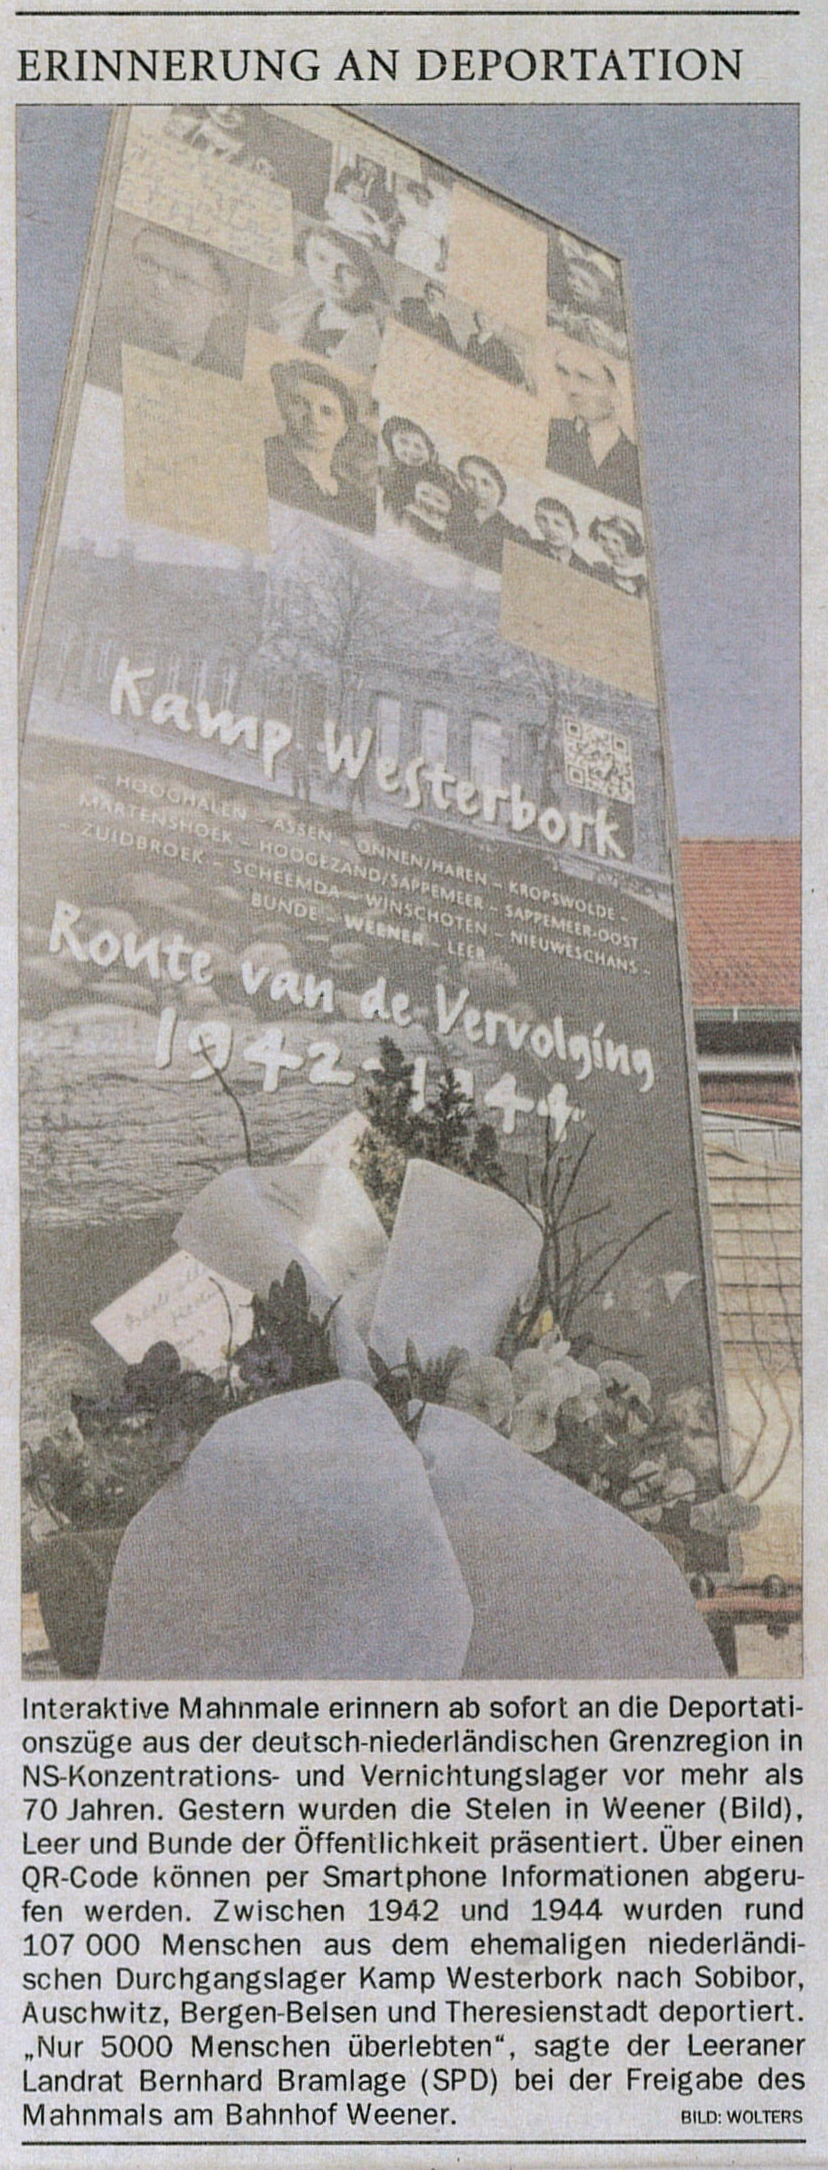 ERINNERUNG AN DEPORTATION
Kamp Westerbork
- HOOGHALEN - ASSEN - ONNEN/HAREN - KROPSWOLDE -
MARTENSHOEK - HOOGEZAND/SAPPEMEER - SAPPEMEER-OOST
- ZUIDBROEK - SCHEEMDA - WINSCHOTEN - NIEUWESCHANS -
BUNDE - WEENER - LEER
Route van de Vervolging
1942-1944
Interaktive Mahnmale erinnern ab sofort an die Deportati-
onszüge aus der deutsch-niederländischen Grenzregion in
NS-Konzentrations- und Vernichtungslager vor mehr als
70 Jahren. Gestern wurden die Stelen in Weener (Bild),
Leer und Bunde der Öffentlichkeit präsentiert. Über einen
QR-Code können per Smartphone Informationen abgeru-
fen werden. Zwischen 1942 und 1944 wurden rund
107 000 Menschen aus dem ehemaligen niederländi-
schen Durchgangslager Kamp Westerbork nach Sobibor,
Auschwitz, Bergen-Belsen und Theresienstadt deportiert.
„Nur 5000 Menschen überlebten“, sagte der Leeraner
Landrat Bernhard Bramlage (SPD) bei der Freigabe des
Mahnmals am Bahnhof Weener. BILD: WOLTERS